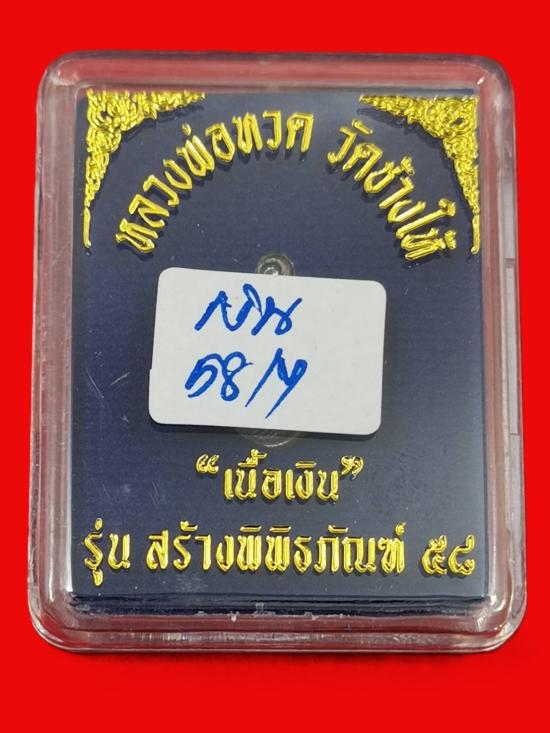 หลวงพ่อทวด วัดช้างให้
58/
“เนื้อเงิน”
รุ่น สร้างพิพิธภัณฑ์ ๕๘